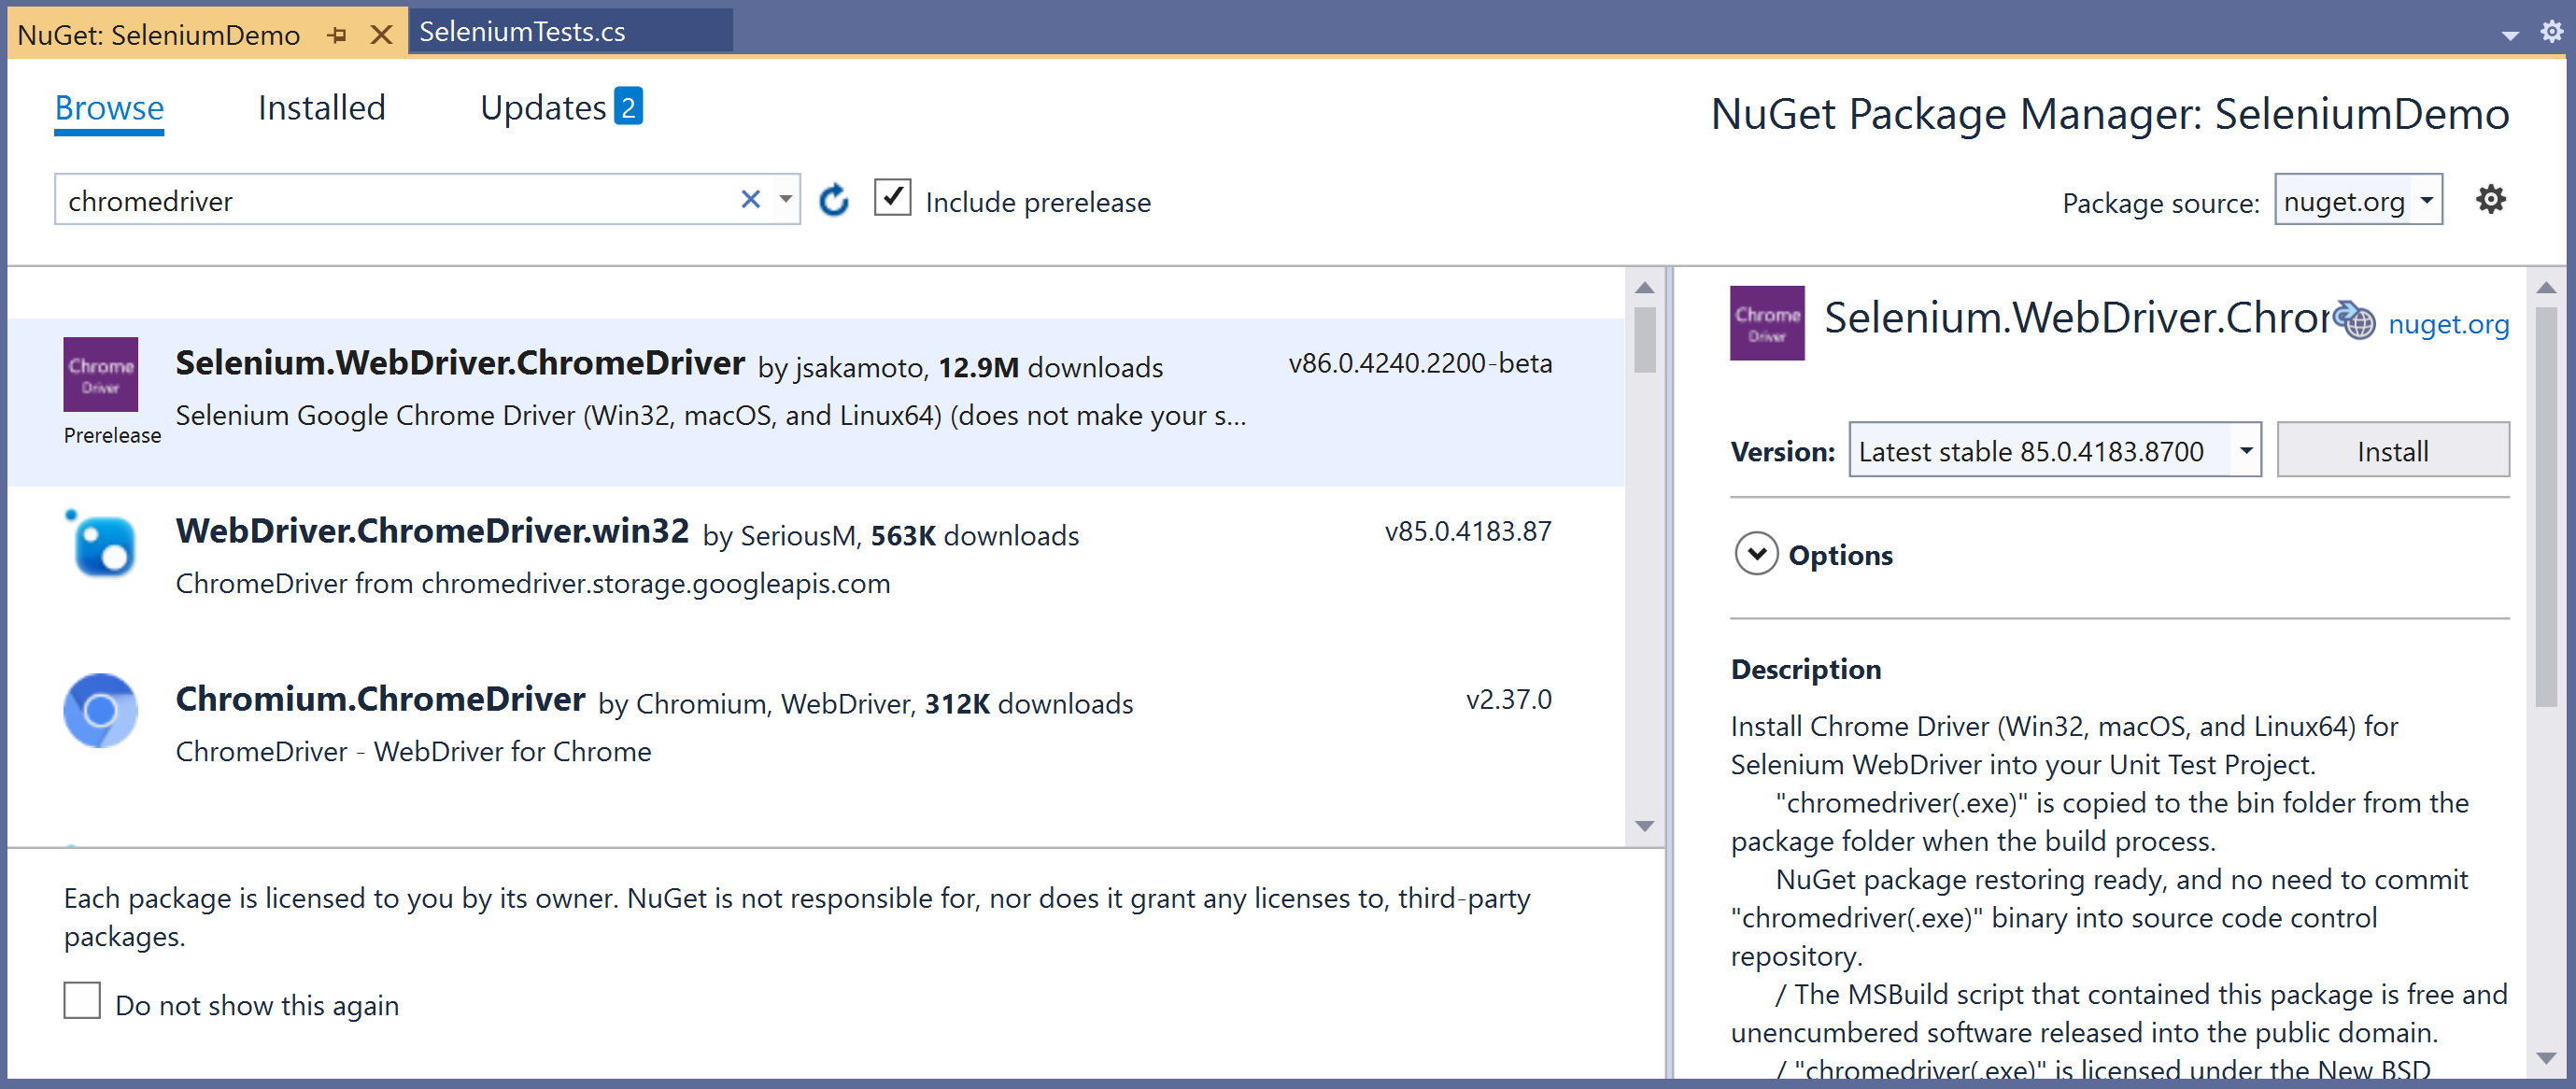 NuGet: SeleniumDemo
SeleniumTests.cs
Browse
Installed
Updates 2
NuGet Package Manager: SeleniumDemo
chromedriver
Include prerelease
Package source:
nuget.org
Chrome
Driver
Prerelease
Selenium.WebDriver.ChromeDriver by jsakamoto, 12.9M downloads
v86.0.4240.2200-beta
Selenium Google Chrome Driver (Win32, macOS, and Linux64) (does not make your s...
WebDriver.ChromeDriver.win32 by SeriousM, 563K downloads
v85.0.4183.87
ChromeDriver from chromedriver.storage.googleapis.com
Chromium.ChromeDriver by Chromium, WebDriver, 312K downloads
v2.37.0
ChromeDriver - WebDriver for Chrome
Each package is licensed to you by its owner. NuGet is not responsible for, nor does it grant any licenses to, third-party
packages.
Do not show this again
Chrome
Driver
Selenium.WebDriver.Chror
nuget.org
Version:
Latest stable 85.0.4183.8700
Install
Options
Description
Install Chrome Driver (Win32, macOS, and Linux64) for
Selenium WebDriver into your Unit Test Project.
"chromedriver(.exe)" is copied to the bin folder from the
package folder when the build process.
NuGet package restoring ready, and no need to commit
"chromedriver(.exe)" binary into source code control
repository.
/ The MSBuild script that contained this package is free and
unencumbered software released into the public domain.
/ "chromedriver(.exe)" is licensed under the New BSD